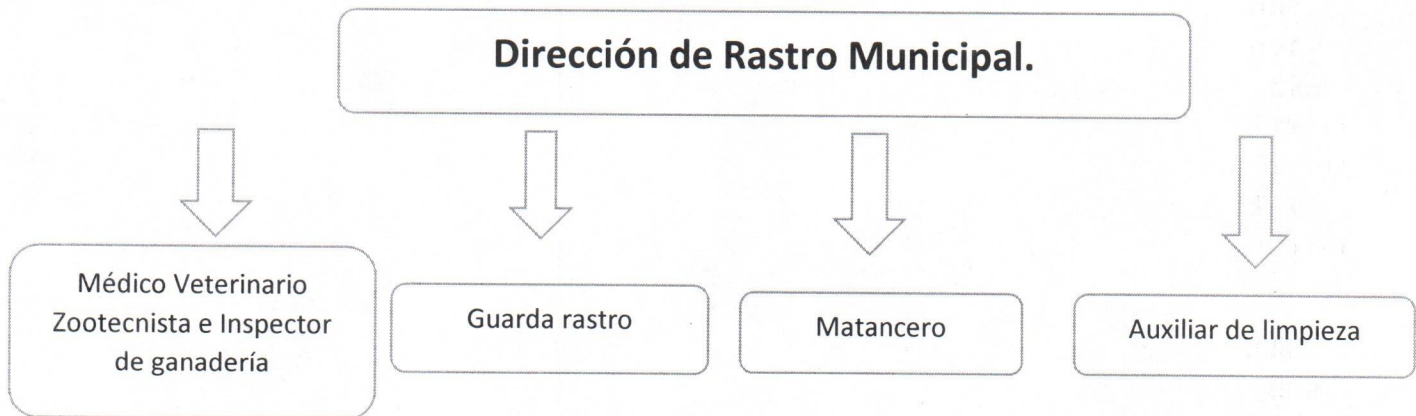 Dirección de Rastro Municipal.
Médico Veterinario
Zootecnista e Inspector
de ganadería
Guarda rastro
Matancero
Auxiliar de limpieza